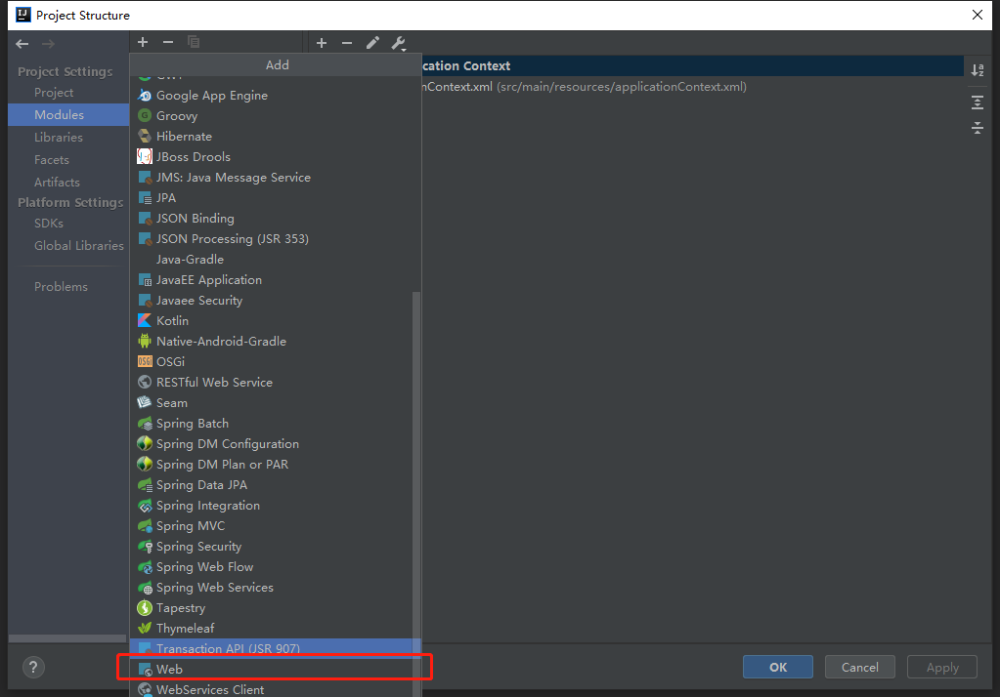 Project Structure
Project Settings
Project
Modules
Libraries
Facets
Artifacts
Platform Settings
SDKs
Global Libraries
Problems
Add
Google App Engine
Groovy
Hibernate
JBoss Drools
JMS: Java Message Service
JPA
JSON Binding
JSON Processing (JSR 353)
Java-Gradle
JavaEE Application
Javaee Security
Kotlin
Native-Android-Gradle
OSGi
RESTful Web Service
Seam
Spring Batch
Spring DM Configuration
Spring DM Plan or PAR
Spring Data JPA
Spring Integration
Spring MVC
Spring Security
Spring Web Flow
Spring Web Services
Tapestry
Thymeleaf
Transaction API (JSR 907)
Web
WebServices Client
cation Context
nContext.xml (src/main/resources/applicationContext.xml)
?
OK
Cancel
Apply